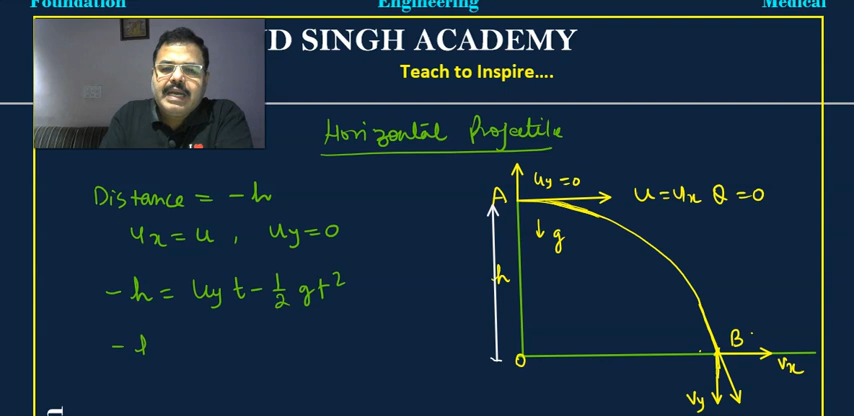 Foundation Engineering Medical
ND SINGH ACADEMY
Teach to Inspire....
Horizontal Projectile
Distance = -h
ux = u , uy = 0
-h = uy t - 1/2 gt²
A
uy = 0
u = ux θ = 0
↓ g
h
B
O
vx
vy